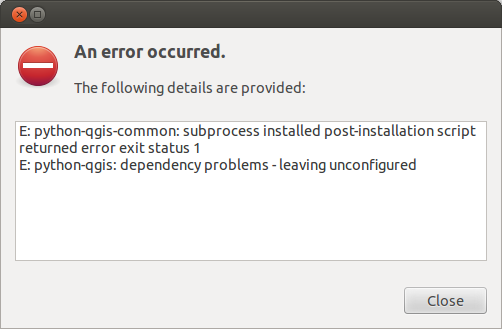 An error occurred.
The following details are provided:
E: python-qgis-common: subprocess installed post-installation script
returned error exit status 1
E: python-qgis: dependency problems - leaving unconfigured
Close